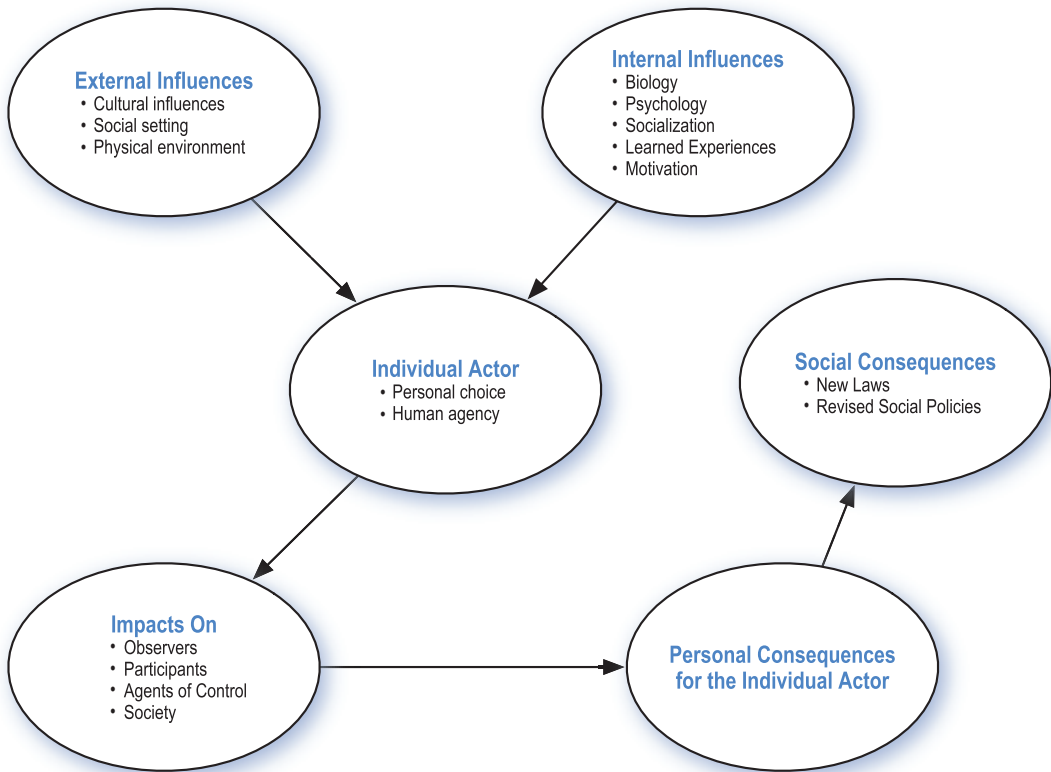 External Influences
• Cultural influences
• Social setting
• Physical environment
Internal Influences
• Biology
• Psychology
• Socialization
• Learned Experiences
• Motivation
Individual Actor
• Personal choice
• Human agency
Social Consequences
• New Laws
• Revised Social Policies
Impacts On
• Observers
• Participants
• Agents of Control
• Society
Personal Consequences
for the Individual Actor